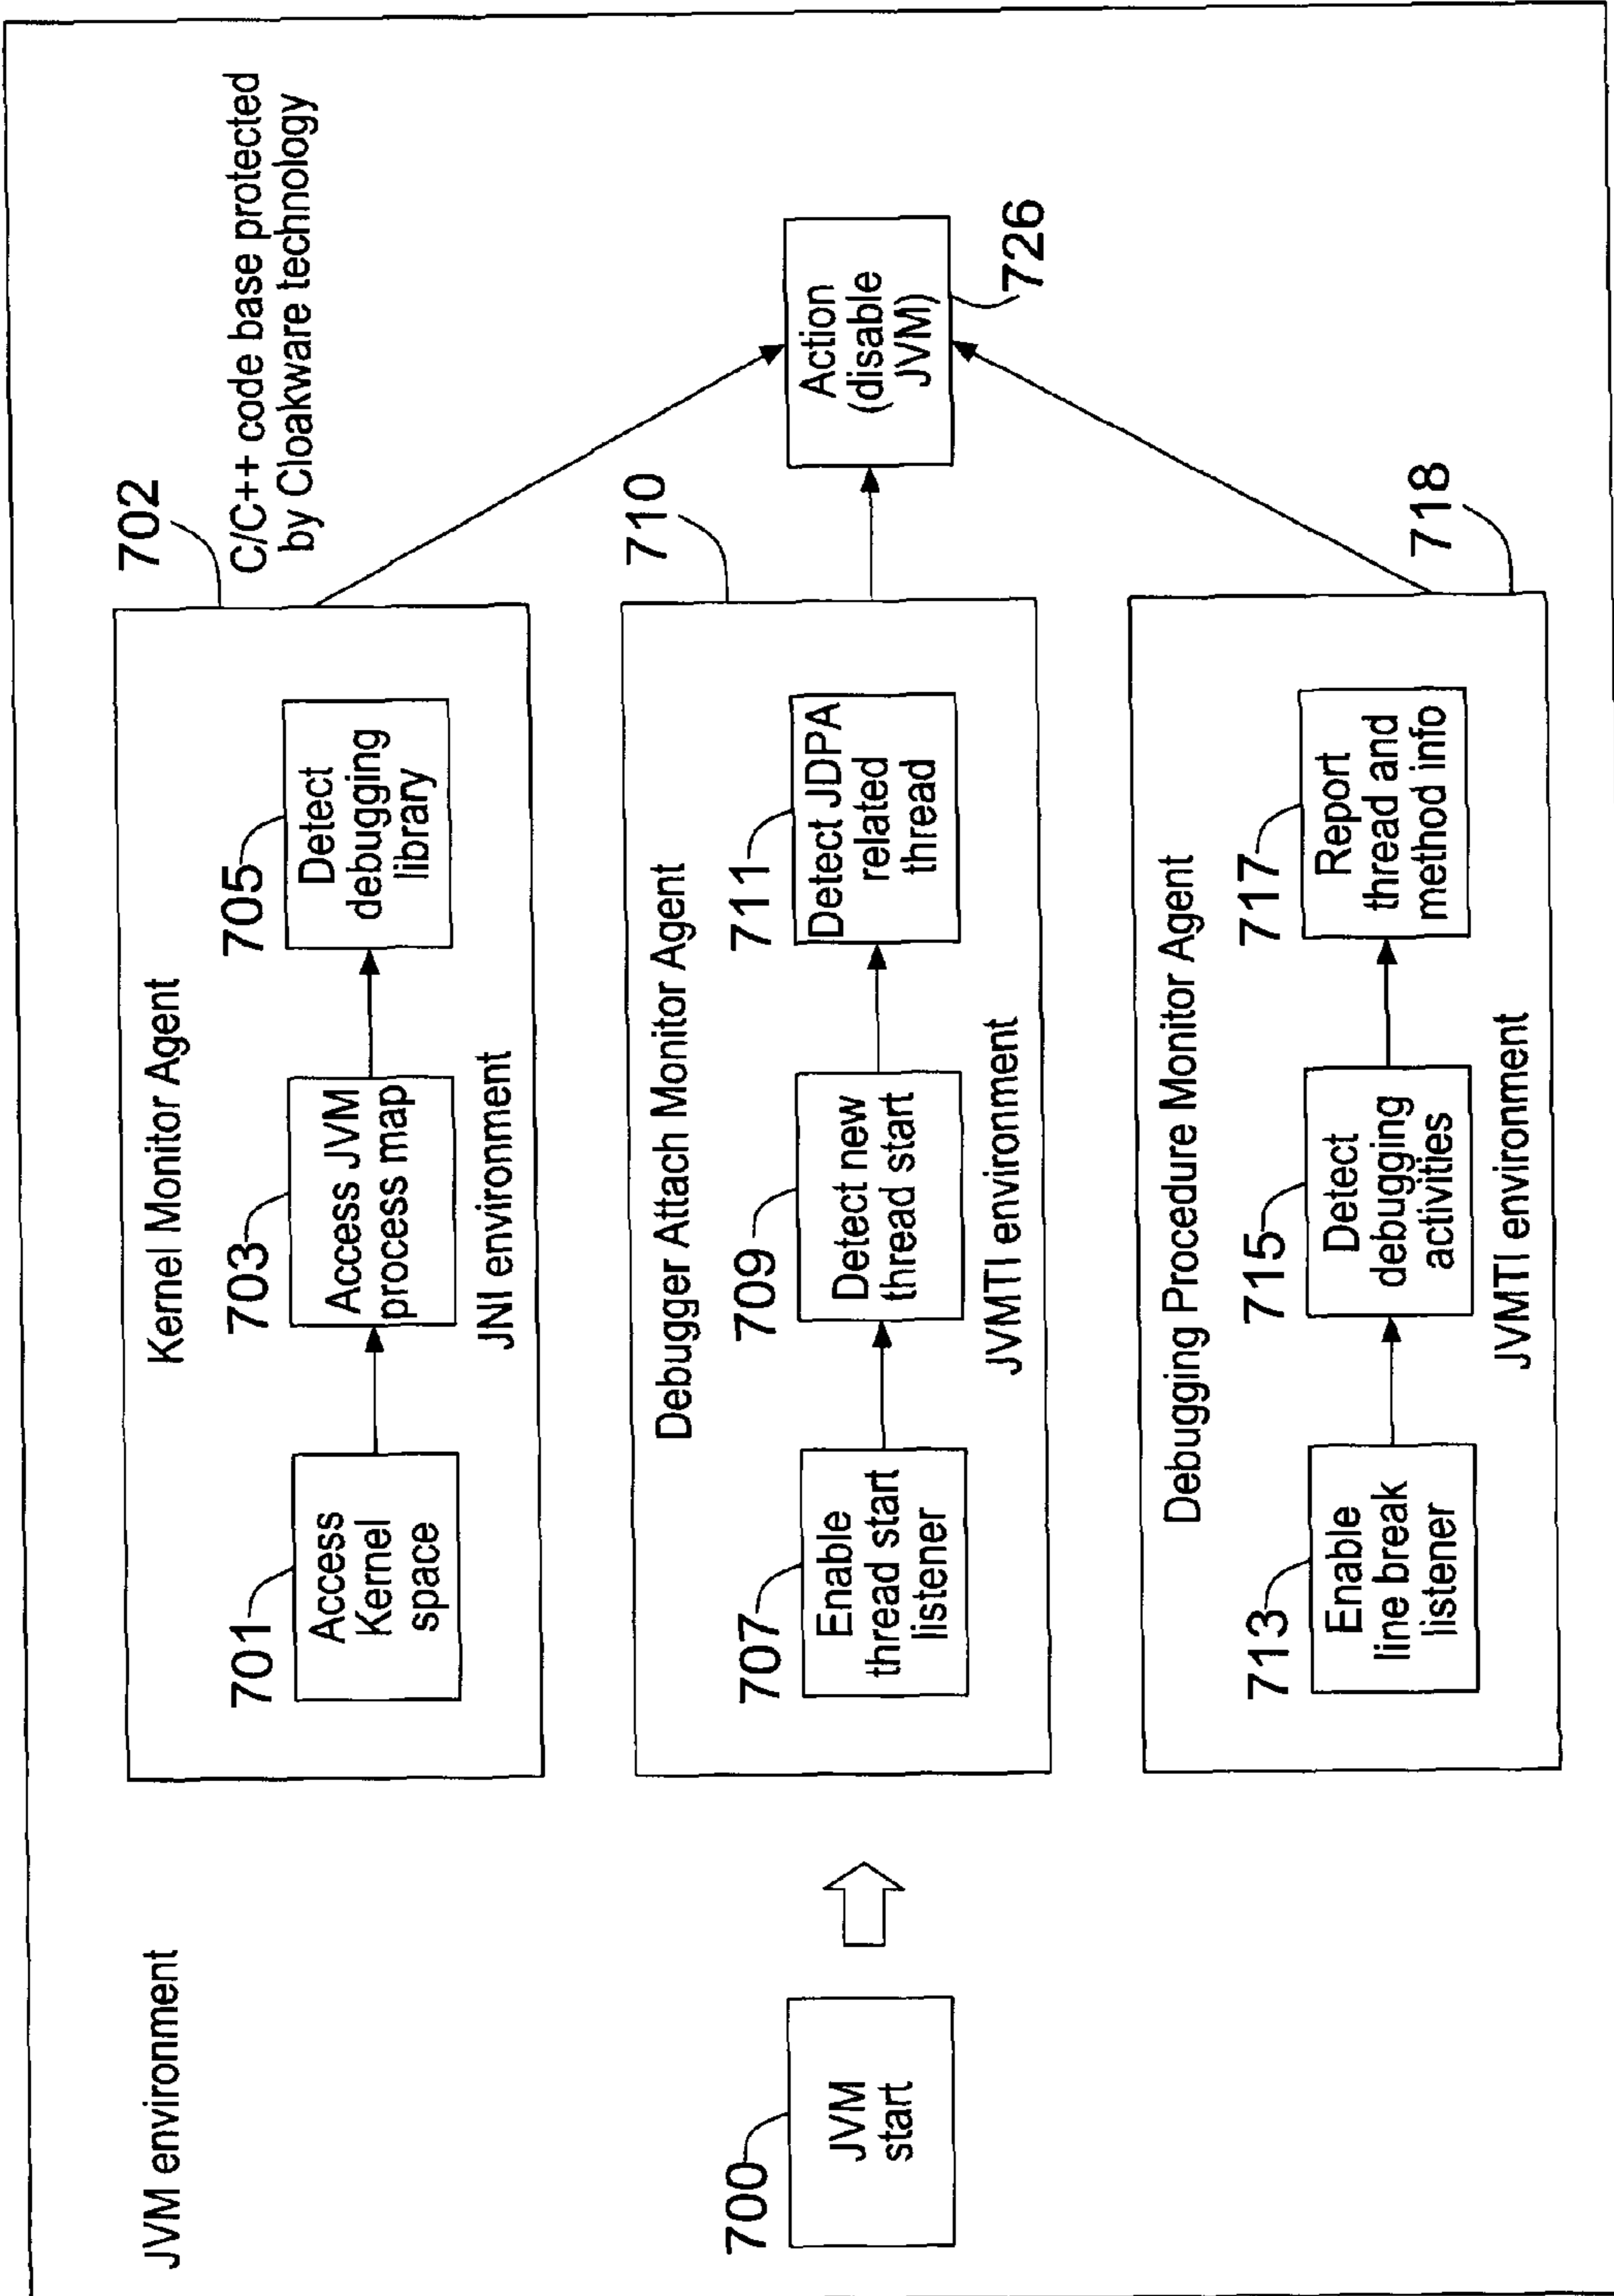 JVM environment
C/C++ code base protected
by Cloakware technology
700
JVM
start
702
Kernel Monitor Agent
701
Access
Kernel
space
703
Access JVM
process map
705
Detect
debugging
library
JNI environment
710
Debugger Attach Monitor Agent
707
Enable
thread start
listener
709
Detect new
thread start
711
Detect JDPA
related
thread
JVMTI environment
718
Debugging Procedure Monitor Agent
713
Enable
line break
listener
715
Detect
debugging
activities
717
Report
thread and
method info
JVMTI environment
Action
(disable
JVM)
726